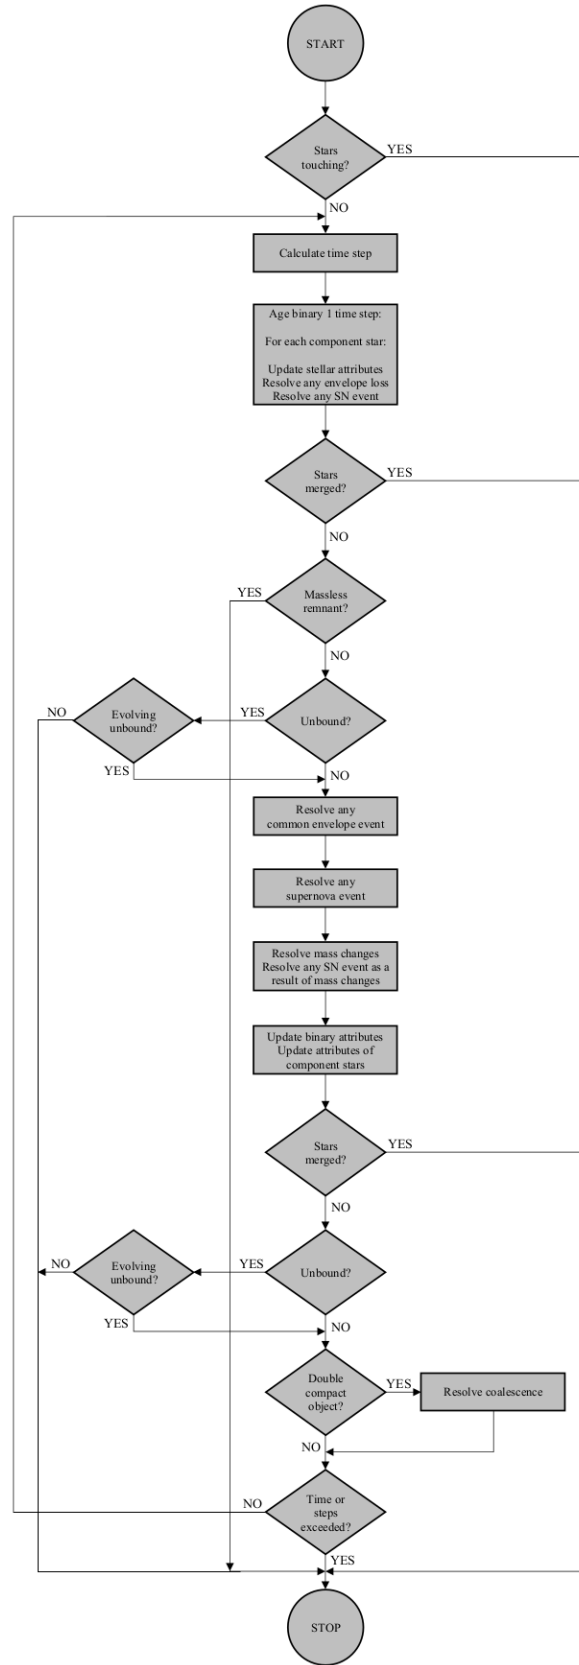 START
Stars
touching?
YES
NO
Calculate time step
Age binary 1 time step:
For each component star:
Update stellar attributes
Resolve any envelope loss
Resolve any SN event
Stars
merged?
YES
NO
YES
Massless
remnant?
NO
NO
Evolving
unbound?
YES
Unbound?
YES
NO
Resolve any
common envelope event
Resolve any
supernova event
Resolve mass changes
Resolve any SN event as a
result of mass changes
Update binary attributes
Update attributes of
component stars
Stars
merged?
YES
NO
NO
Evolving
unbound?
YES
Unbound?
YES
NO
Double
compact
object?
YES
Resolve coalescence
NO
NO
Time or
steps
exceeded?
YES
STOP